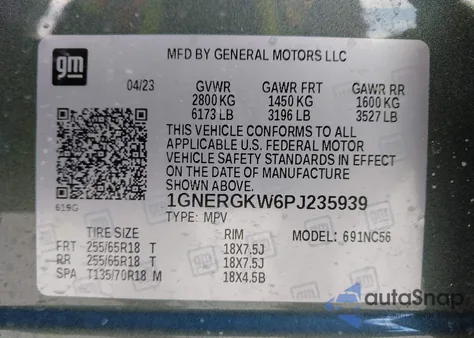 gm
MFD BY GENERAL MOTORS LLC
04/23 GVWR GAWR FRT GAWR RR
2800 KG 1450 KG 1600 KG
6173 LB 3196 LB 3527 LB
THIS VEHICLE CONFORMS TO ALL
APPLICABLE U.S. FEDERAL MOTOR
VEHICLE SAFETY STANDARDS IN EFFECT
ON THE DATE OF MANUFACTURE
SHOWN ABOVE.
619G
1GNERGKW6PJ235939
TYPE: MPV
TIRE SIZE RIM MODEL: 691NC56
FRT 255/65R18 T 18X7.5J
RR 255/65R18 T 18X7.5J
SPA T135/70R18 M 18X4.5B
autoSnap